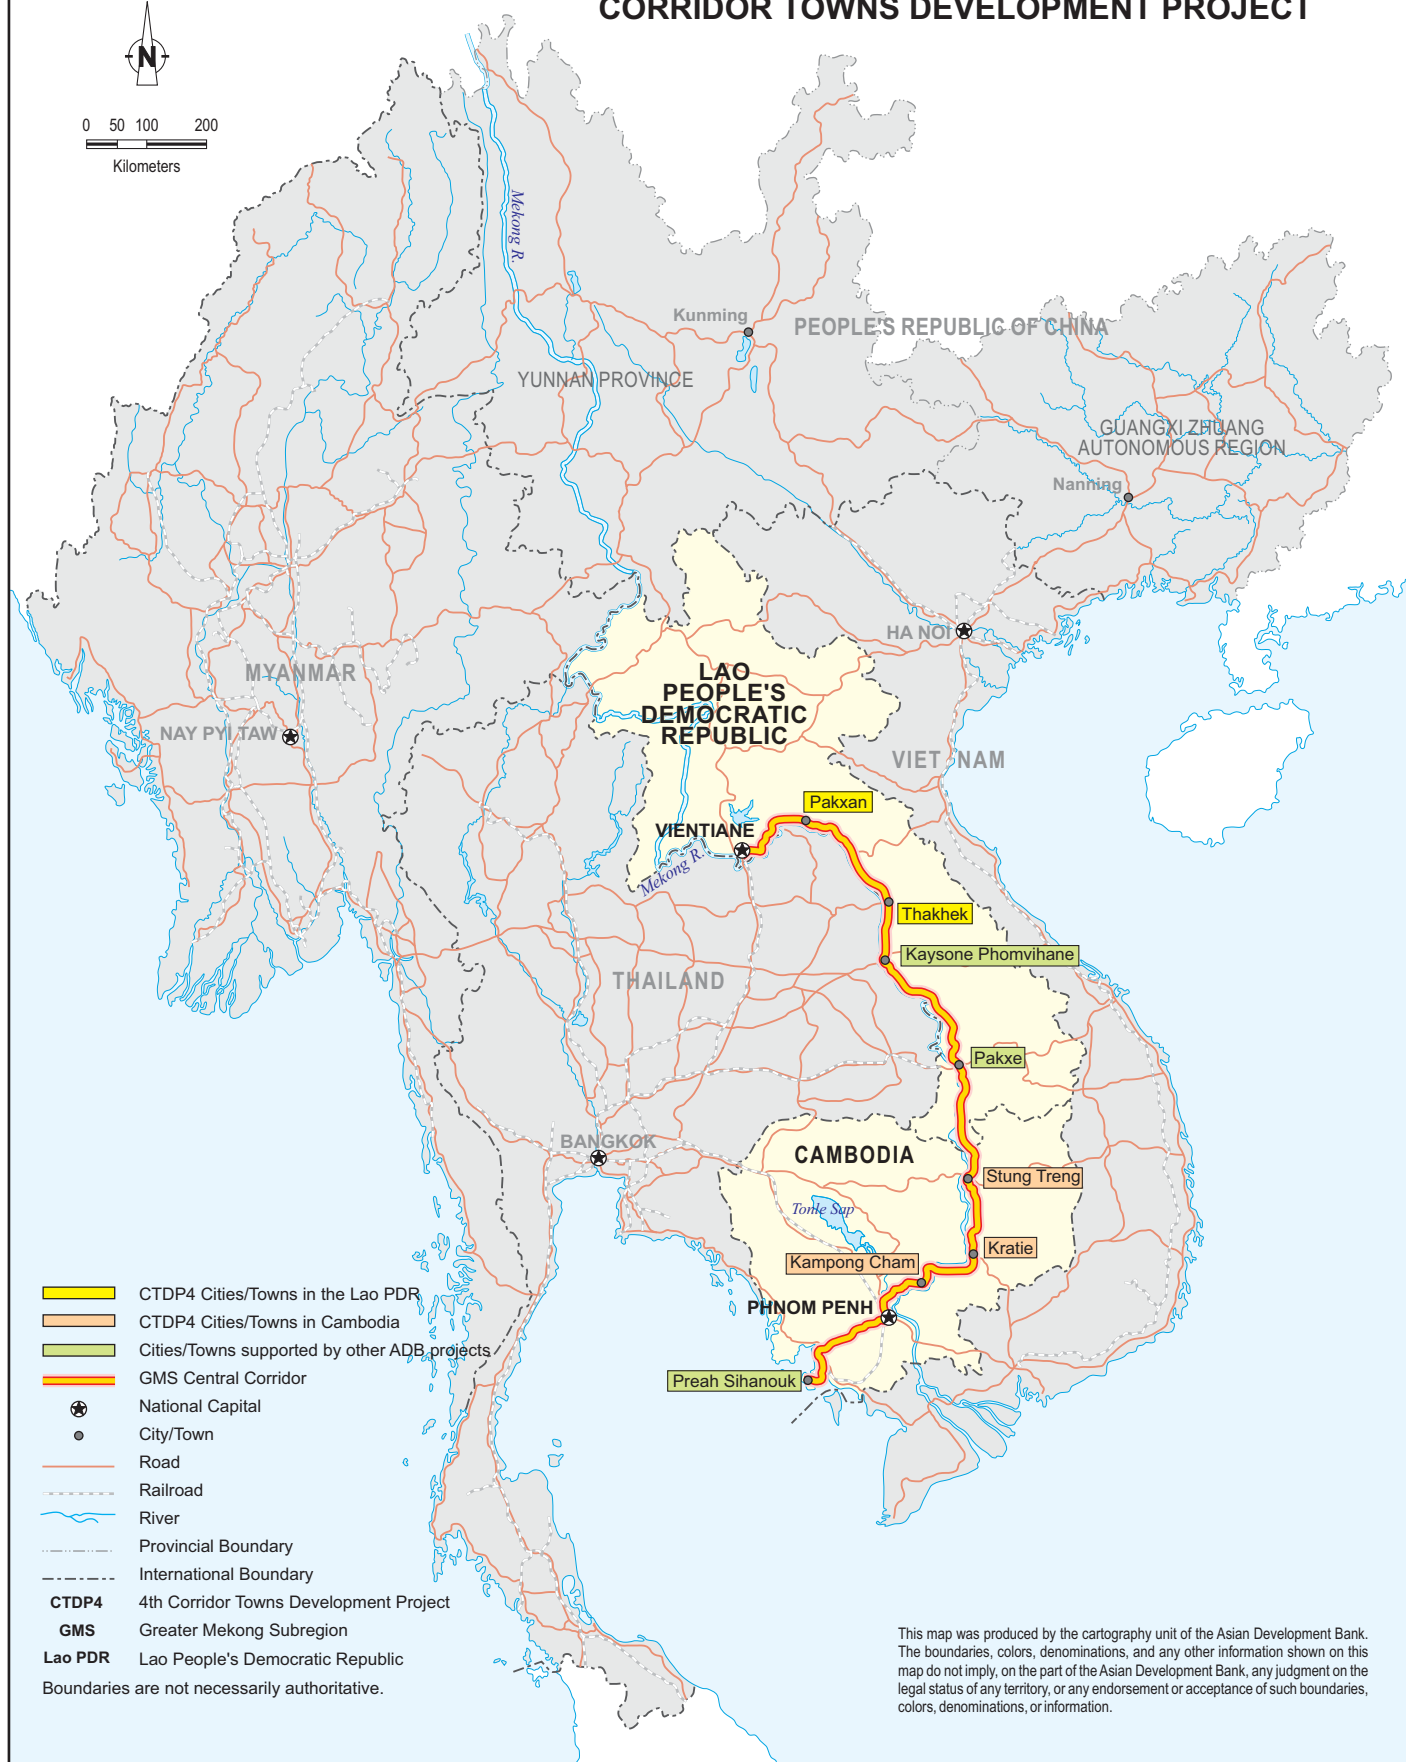 CORRIDOR TOWNS DEVELOPMENT PROJECT
N
0 50 100 200
Kilometers
Mekong R.
Kunming
PEOPLE'S REPUBLIC OF CHINA
YUNNAN PROVINCE
GUANGXI ZHUANG
AUTONOMOUS REGION
Nanning
HA NOI
MYANMAR
LAO
PEOPLE'S
DEMOCRATIC
REPUBLIC
NAY PYI TAW
VIET NAM
Pakxan
VIENTIANE
Mekong R.
Thakhek
Kaysone Phomvihane
THAILAND
Pakxe
BANGKOK
CAMBODIA
Stung Treng
Tonle Sap
Kratie
Kampong Cham
PHNOM PENH
Preah Sihanouk
CTDP4 Cities/Towns in the Lao PDR
CTDP4 Cities/Towns in Cambodia
Cities/Towns supported by other ADB projects
GMS Central Corridor
National Capital
City/Town
Road
Railroad
River
Provincial Boundary
International Boundary
CTDP4 4th Corridor Towns Development Project
GMS Greater Mekong Subregion
Lao PDR Lao People's Democratic Republic
Boundaries are not necessarily authoritative.
This map was produced by the cartography unit of the Asian Development Bank.
The boundaries, colors, denominations, and any other information shown on this
map do not imply, on the part of the Asian Development Bank, any judgment on the
legal status of any territory, or any endorsement or acceptance of such boundaries,
colors, denominations, or information.